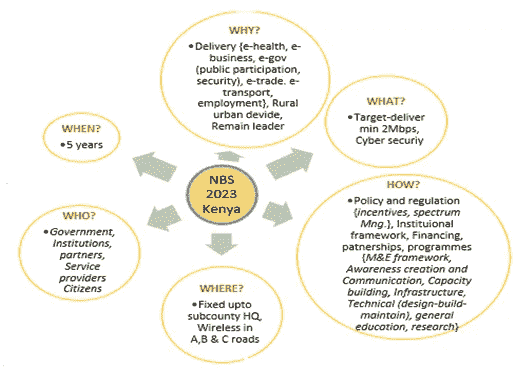 WHY?
•Delivery {e-health, e-
business, e-gov
(public participation,
security), e-trade. e-
transport,
employment}, Rural
urban devide,
Remain leader
WHAT?
•Target-deliver
min 2Mbps,
Cyber securiy
WHEN?
•5 years
NBS
2023
Kenya
HOW?
•Policy and regulation
{incentives, spectrum
Mng.}, Instituional
framework, Financing,
patnerships, programmes
{M&E framework,
Awareness creation and
Communication, Capocity
building, Infrastructure,
Technical (design-build-
maintain), general
education, research}
WHO?
•Government,
Institutions,
partners,
Service
providers
Citizens
WHERE?
•Fixed upto
subcounty HQ,
Wireless in
A,B & C roads